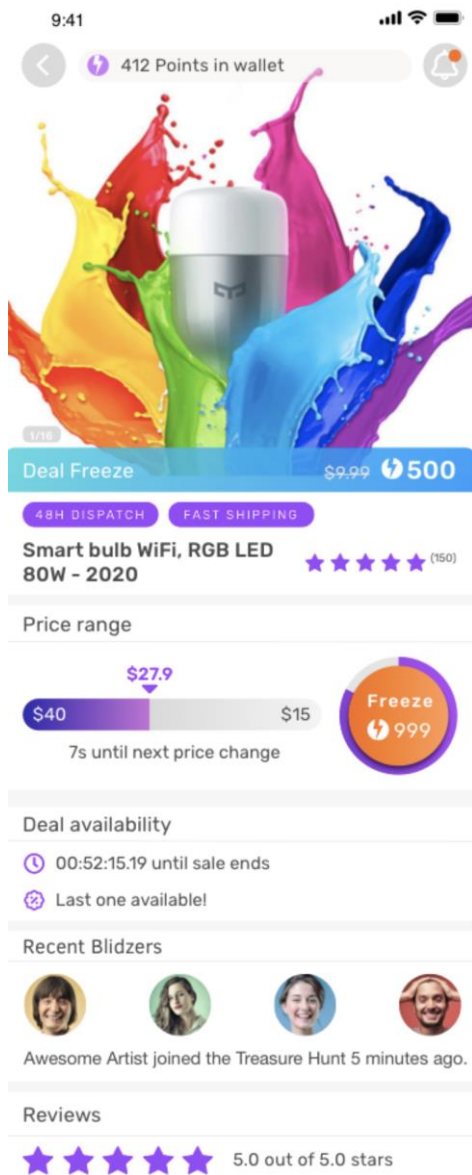 9:41
412 Points in wallet
1/16
Deal Freeze $9.99 500
48H DISPATCH FAST SHIPPING
Smart bulb WiFi, RGB LED
80W - 2020
(150)
Price range
$27.9
$40 $15
7s until next price change
Freeze
999
Deal availability
00:52:15.19 until sale ends
Last one available!
Recent Blidzers
Awesome Artist joined the Treasure Hunt 5 minutes ago.
Reviews
5.0 out of 5.0 stars